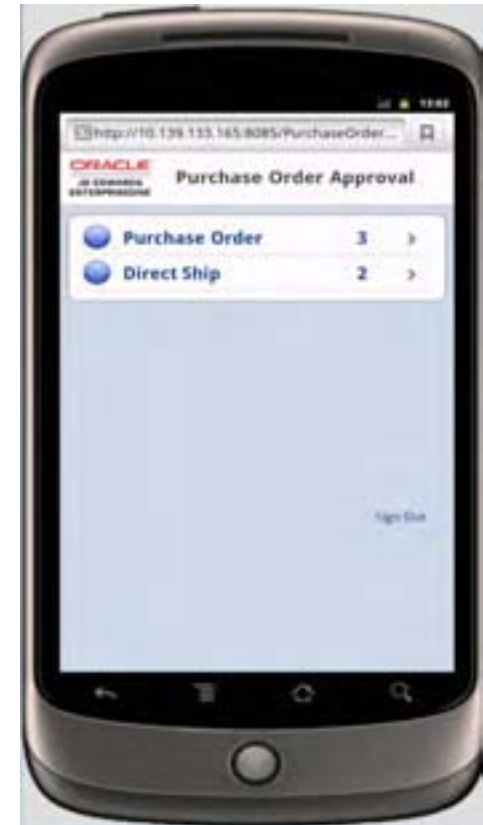 http://10.139.133.165:8085/PurchaseOrder...
ORACLE
JD EDWARDS
ENTERPRISEONE
Purchase Order Approval
Purchase Order 3 >
Direct Ship 2 >
Sign Out